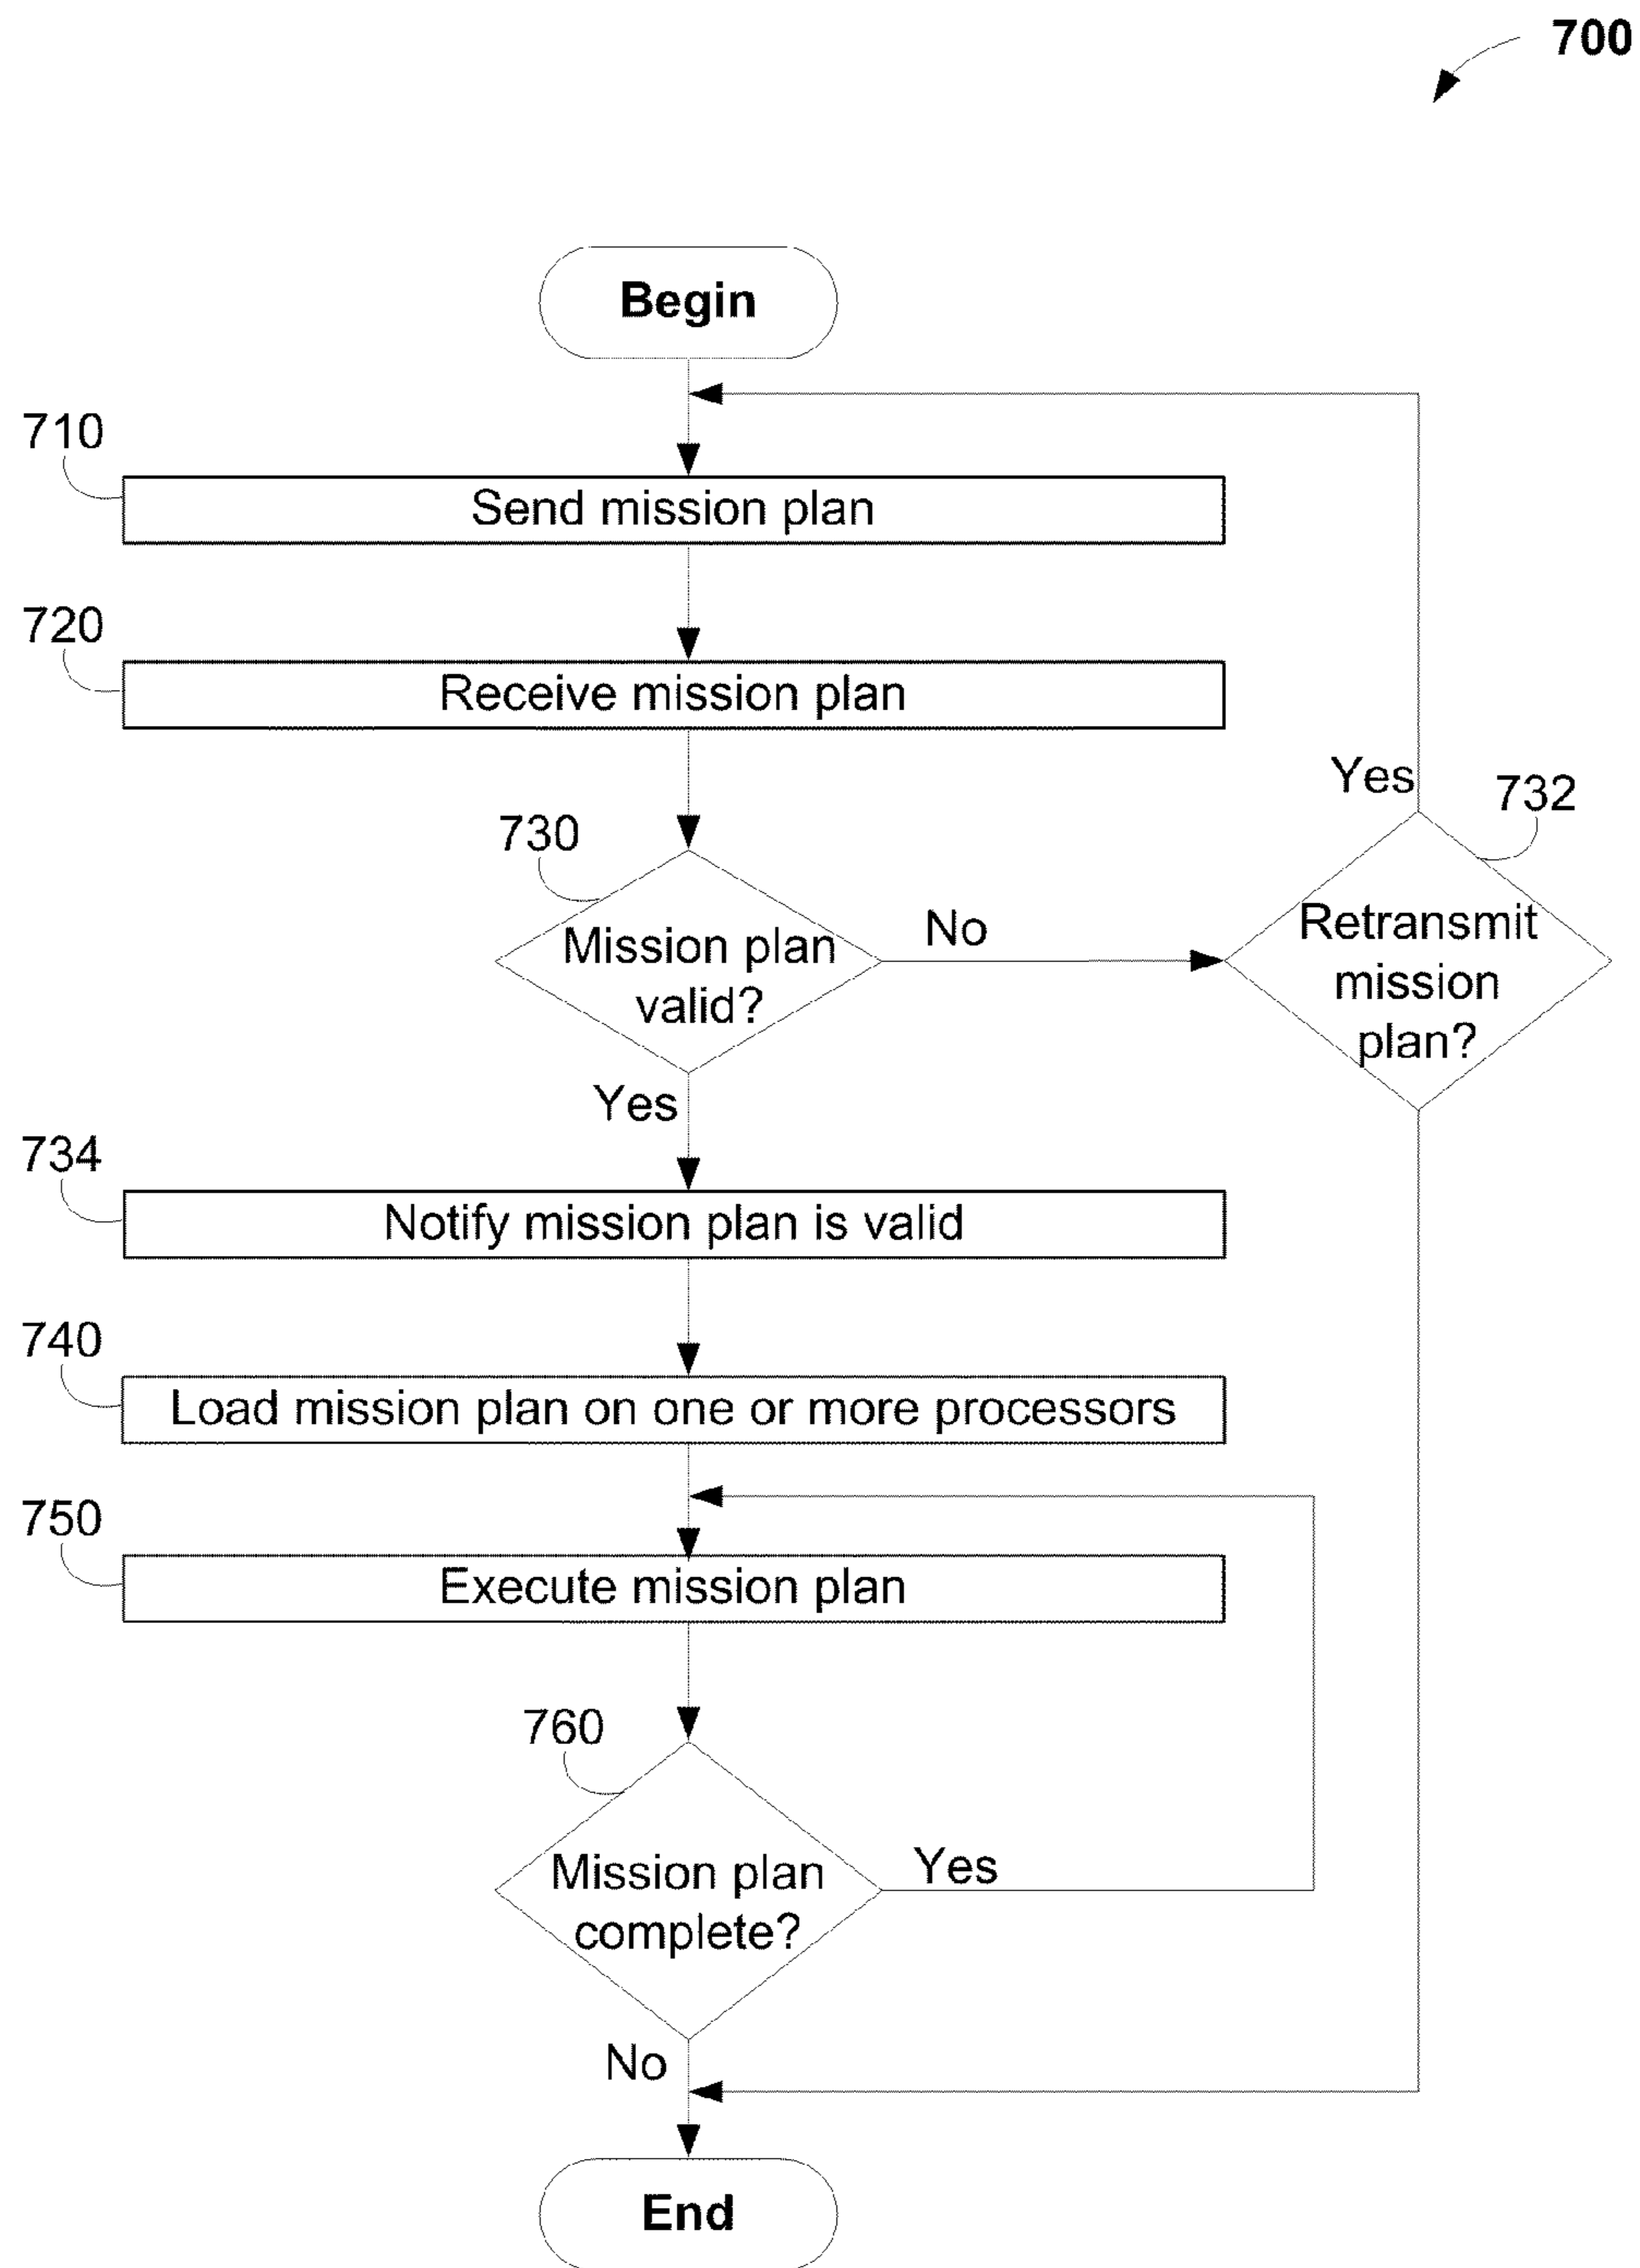 700
Begin
710
Send mission plan
720
Receive mission plan
730
Mission plan
valid?
No
Yes
732
Retransmit
mission
plan?
Yes
734
Notify mission plan is valid
740
Load mission plan on one or more processors
750
Execute mission plan
760
Mission plan
complete?
Yes
No
End